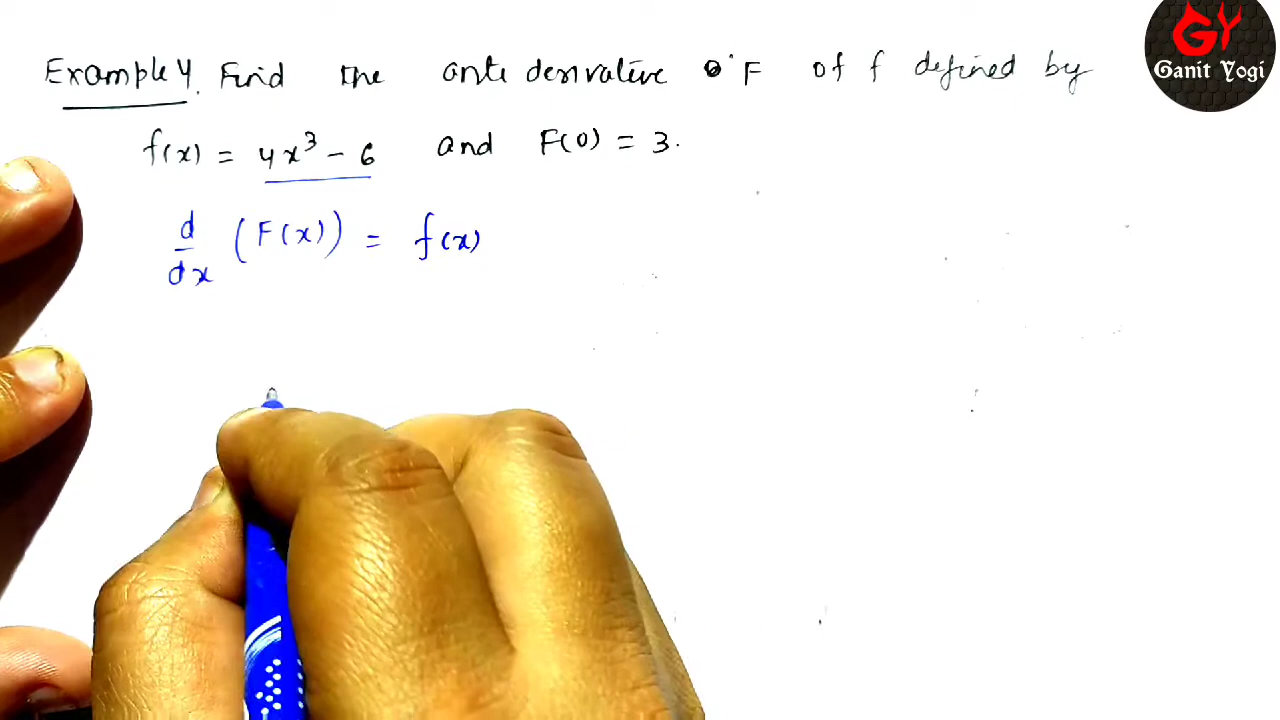 GY
Ganit Yogi
Example 4. Find the anti derivative F of f defined by
f(x) = 4x³ - 6 and F(0) = 3.
d/dx (F(x)) = f(x)